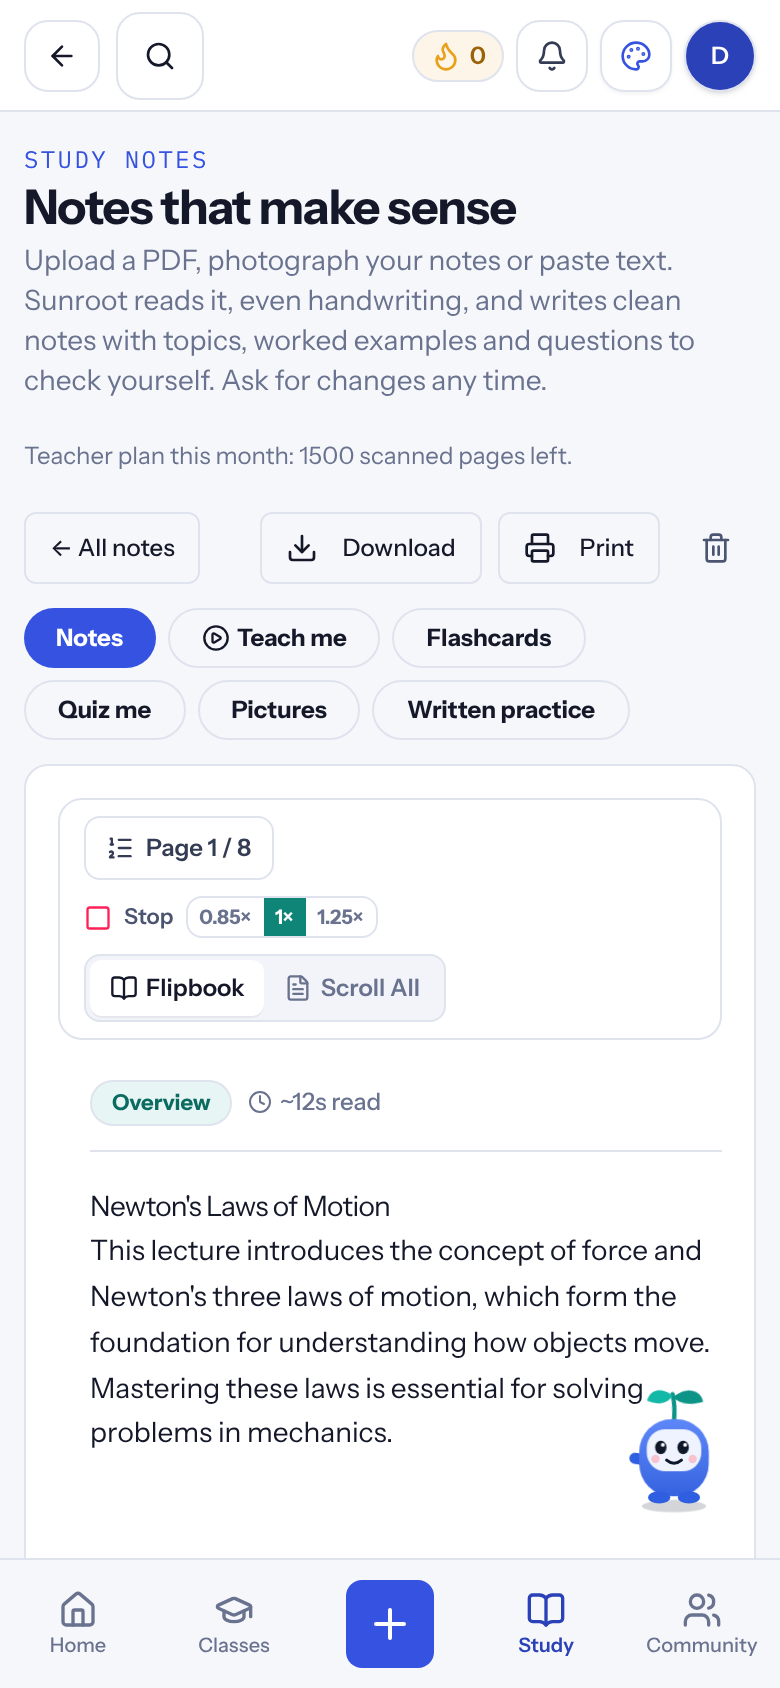 0
D
STUDY NOTES
Notes that make sense
Upload a PDF, photograph your notes or paste text.
Sunroot reads it, even handwriting, and writes clean
notes with topics, worked examples and questions to
check yourself. Ask for changes any time.
Teacher plan this month: 1500 scanned pages left.
← All notes
Download
Print
Notes
Teach me
Flashcards
Quiz me
Pictures
Written practice
Page 1 / 8
Stop 0.85× 1× 1.25×
Flipbook
Scroll All
Overview
~12s read
Newton's Laws of Motion
This lecture introduces the concept of force and
Newton's three laws of motion, which form the
foundation for understanding how objects move.
Mastering these laws is essential for solving
problems in mechanics.
Home
Classes
Study
Community